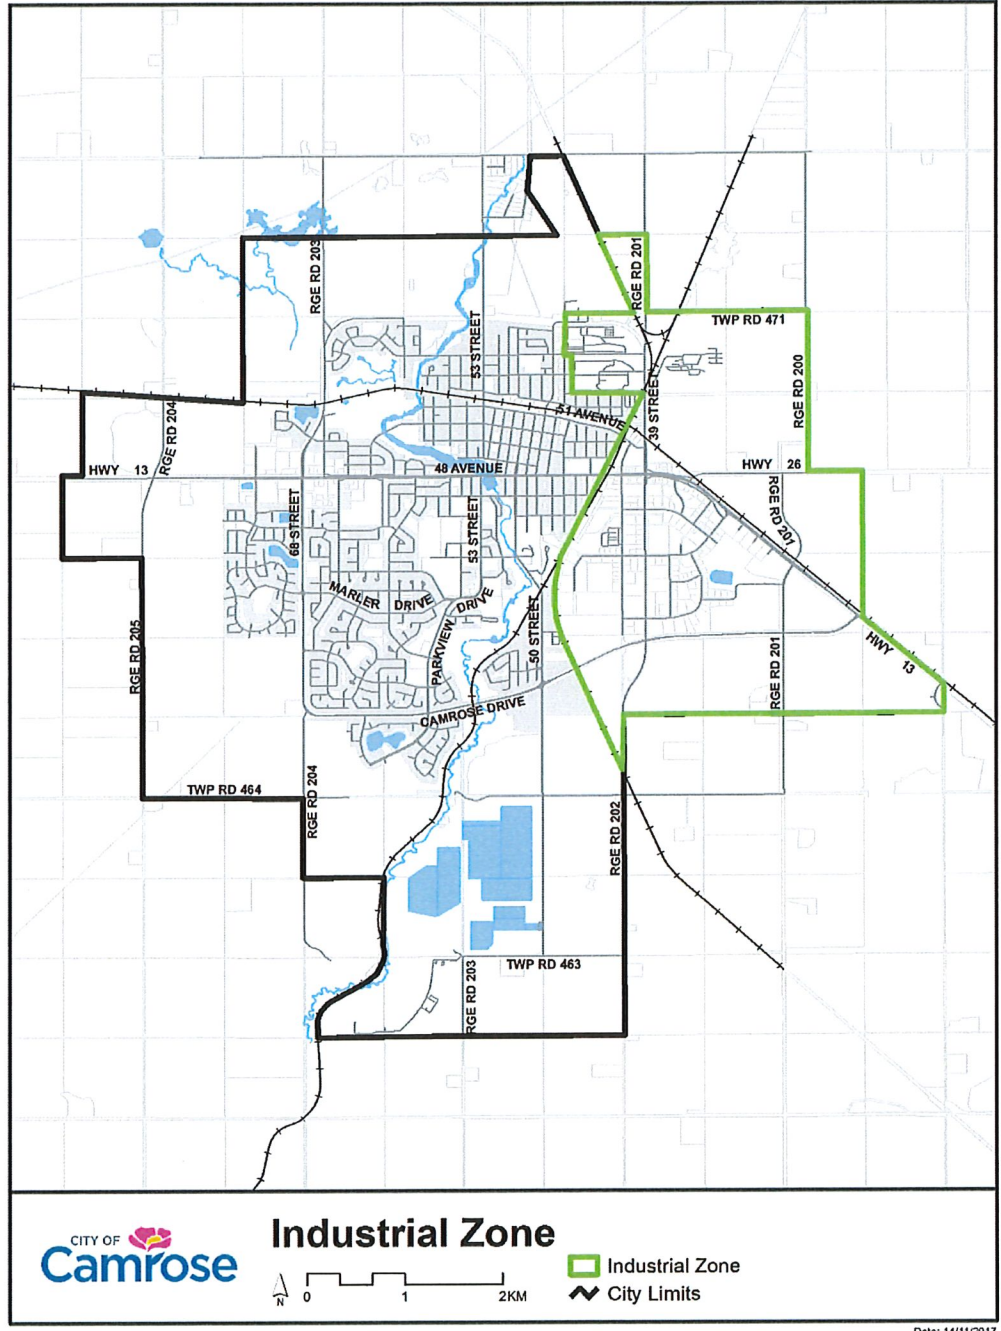 RGE RD 203
RGE RD 201
TWP RD 471
53 STREET
RGE RD 200
39 STREET
51 AVENUE
RGE RD 204
HWY 13
48 AVENUE
HWY 26
68 STREET
53 STREET
RGE RD 201
MARLER DRIVE
PARKVIEW DRIVE
50 STREET
RGE RD 205
HWY 13
RGE RD 201
CAMROSE DRIVE
TWP RD 464
RGE RD 204
RGE RD 202
TWP RD 463
RGE RD 203
CITY OF
Camrose
Industrial Zone
N
0 1 2KM
Industrial Zone
City Limits
Date: 14/11/2017